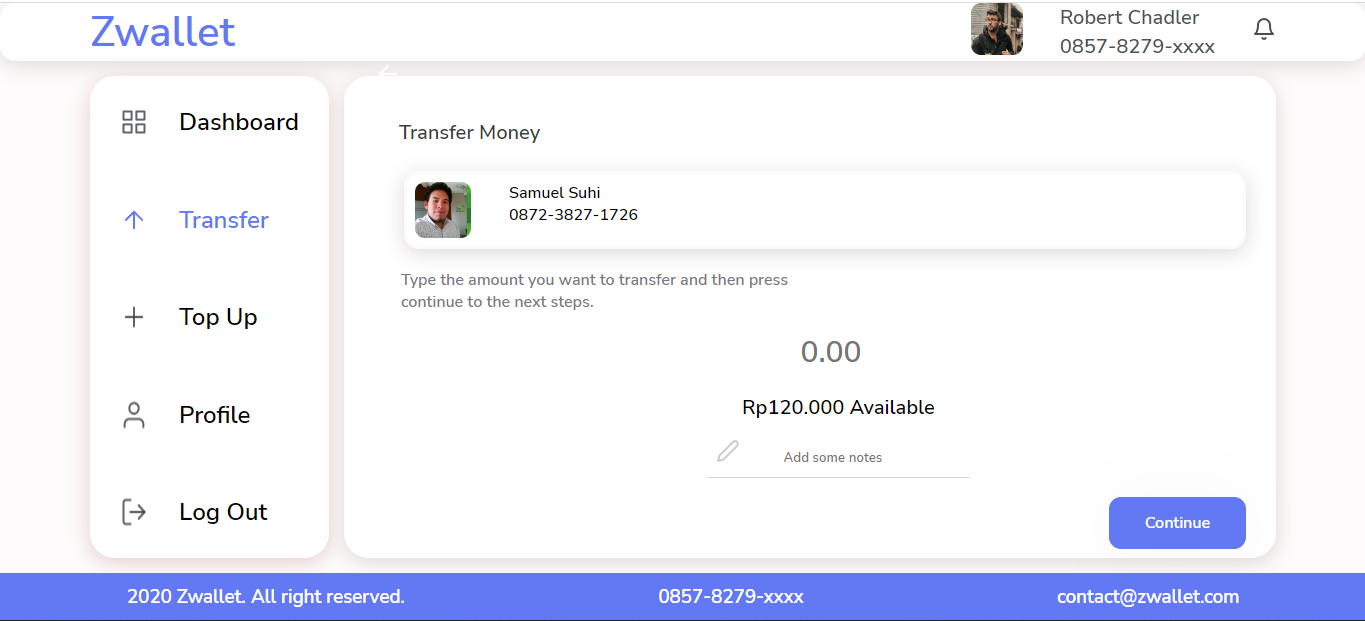 Zwallet
Robert Chadler
0857-8279-xxxx
Dashboard
Transfer
Top Up
Profile
Log Out
Transfer Money
Samuel Suhi
0872-3827-1726
Type the amount you want to transfer and then press
continue to the next steps.
0.00
Rp120.000 Available
Add some notes
Continue
2020 Zwallet. All right reserved.
0857-8279-xxxx
contact@zwallet.com